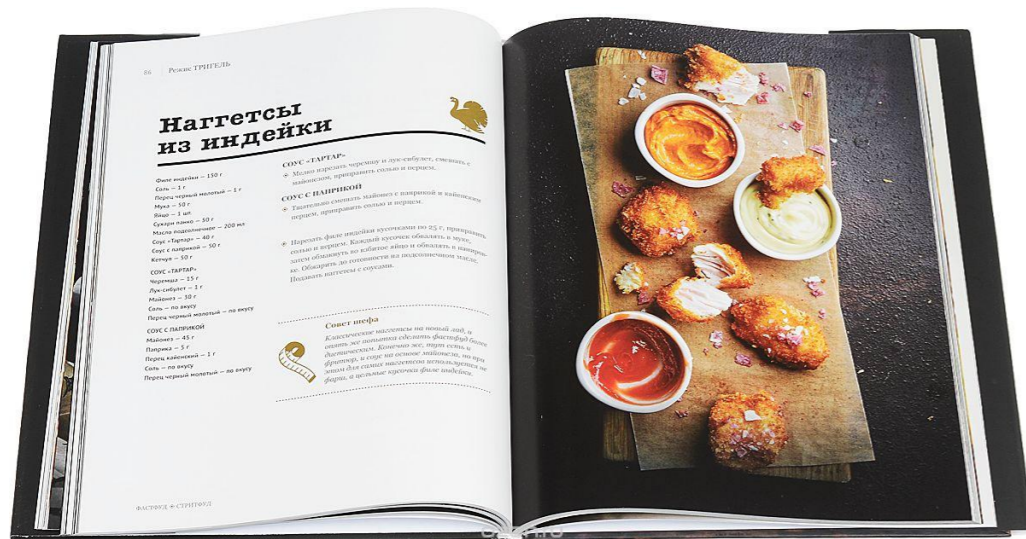 86 Режис ТРИГЕЛЬ
Наггетсы
из индейки
Филе индейки — 150 г
Соль — 1 г
Перец черный молотый — 1 г
Мука — 50 г
Яйцо — 1 шт.
Сухари панко — 50 г
Масло подсолнечное — 200 мл
Соус «Тартар» — 40 г
Соус с паприкой — 50 г
Кетчуп — 50 г
СОУС «ТАРТАР»
Черемша — 15 г
Лук-сибулет — 1 г
Майонез — 30 г
Соль — по вкусу
Перец черный молотый — по вкусу
СОУС С ПАПРИКОЙ
Майонез — 45 г
Паприка — 5 г
Перец кайенский — 1 г
Соль — по вкусу
Перец черный молотый — по вкусу
СОУС «ТАРТАР»
Мелко нарезать черемшу и лук-сибулет, смешать с
майонезом, приправить солью и перцем.
СОУС С ПАПРИКОЙ
Тщательно смешать майонез с паприкой и кайенским
перцем, приправить солью и перцем.
Нарезать филе индейки кусочками по 25 г, приправить
солью и перцем. Каждый кусочек обвалять в муке,
затем обмакнуть во взбитое яйцо и обвалять в паниров-
ке. Обжарить до готовности на подсолнечном масле.
Подавать наггетсы с соусами.
Совет шефа
Классические наггетсы на новый лад, и
опять же попытка сделать фастфуд более
диетическим. Конечно же, тут есть и
фритюр, и соус на основе майонеза, но при
этом для самих наггетсов используется не
фарш, а цельные кусочки филе индейки.
ФАСТФУД + СТРИТФУД